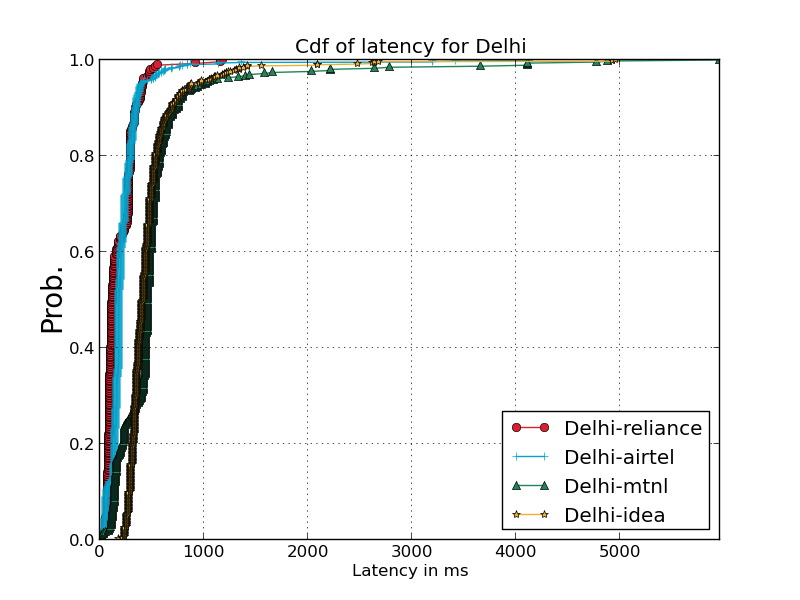 Cdf of latency for Delhi
1.0
0.8
0.6
0.4
0.2
0.0
Prob.
0 1000 2000 3000 4000 5000
Latency in ms
Delhi-reliance
Delhi-airtel
Delhi-mtnl
Delhi-idea